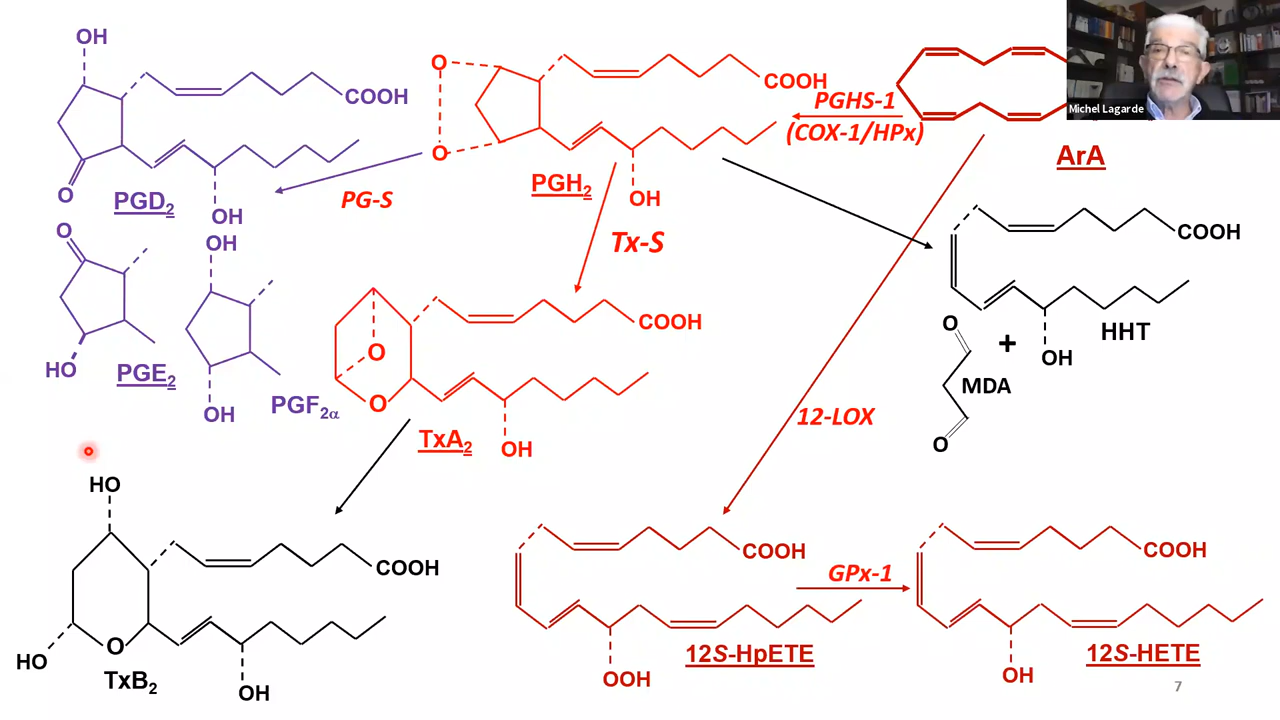 OH
COOH
O
PGD2
OH
PG-S
O
O
COOH
PGH2
OH
PGHS-1
(COX-1/HPx)
Michel Lagarde
ArA
Tx-S
COOH
OH
HHT
+
O
MDA
O
O
HO
PGE2
OH
OH
PGF2α
O
O
COOH
TxA2
OH
12-LOX
HO
COOH
O
HO
TxB2
OH
COOH
OOH
12S-HpETE
GPx-1
COOH
OH
12S-HETE
7